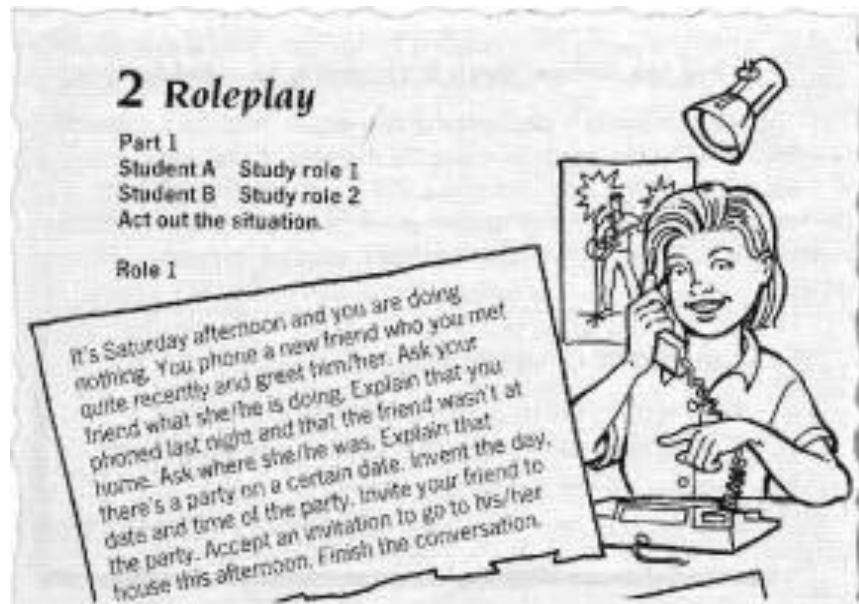 2 Roleplay
Part 1
Student A Study role 1
Student B Study role 2
Act out the situation.
Role 1
It's Saturday afternoon and you are doing
nothing. You phone a new friend who you met
quite recently and greet him/her. Ask your
friend what she/he is doing. Explain that you
phoned last night and that the friend wasn't at
home. Ask where she/he was. Explain that
there's a party on a certain date. Invent the day,
date and time of the party. Invite your friend to
the party. Accept an invitation to go to his/her
house this afternoon. Finish the conversation.